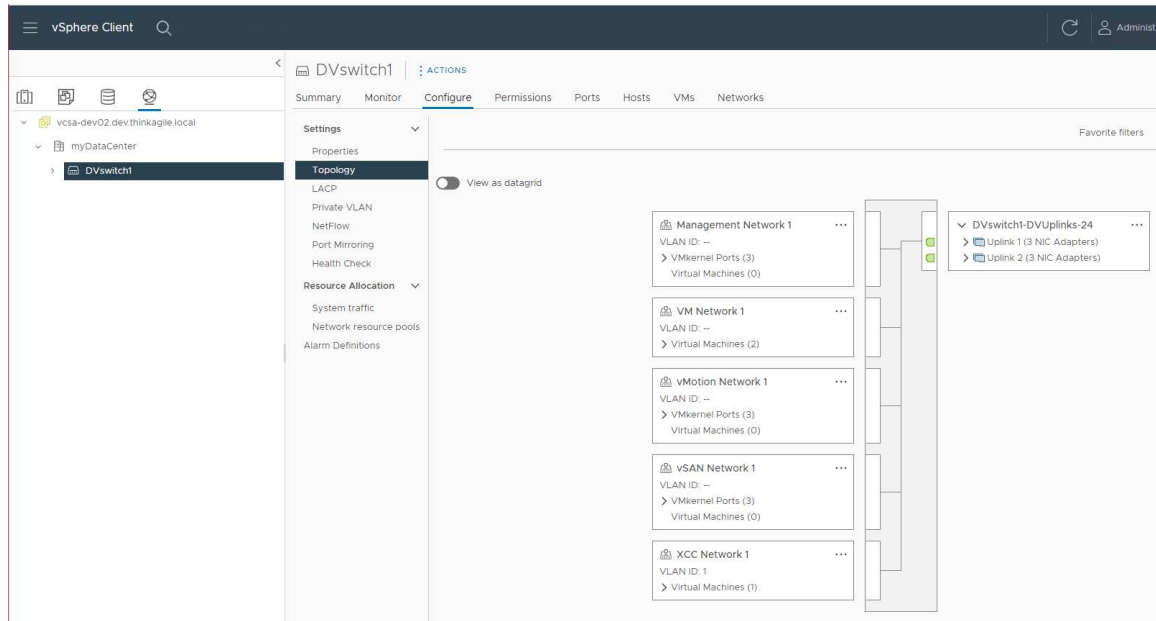 vSphere Client
Administ
DVswitch1
ACTIONS
Summary Monitor Configure Permissions Ports Hosts VMs Networks
vcsa-dev02.dev.thinkagile.local
myDataCenter
DVswitch1
Settings
Properties
Topology
LACP
Private VLAN
NetFlow
Port Mirroring
Health Check
Resource Allocation
System traffic
Network resource pools
Alarm Definitions
Favorite filters
View as datagrid
Management Network 1 ...
VLAN ID: --
VMkernel Ports (3)
Virtual Machines (0)
VM Network 1 ...
VLAN ID: --
Virtual Machines (2)
vMotion Network 1 ...
VLAN ID: --
VMkernel Ports (3)
Virtual Machines (0)
vSAN Network 1 ...
VLAN ID: --
VMkernel Ports (3)
Virtual Machines (0)
XCC Network 1 ...
VLAN ID: 1
Virtual Machines (1)
DVswitch1-DVUplinks-24 ...
Uplink 1 (3 NIC Adapters)
Uplink 2 (3 NIC Adapters)